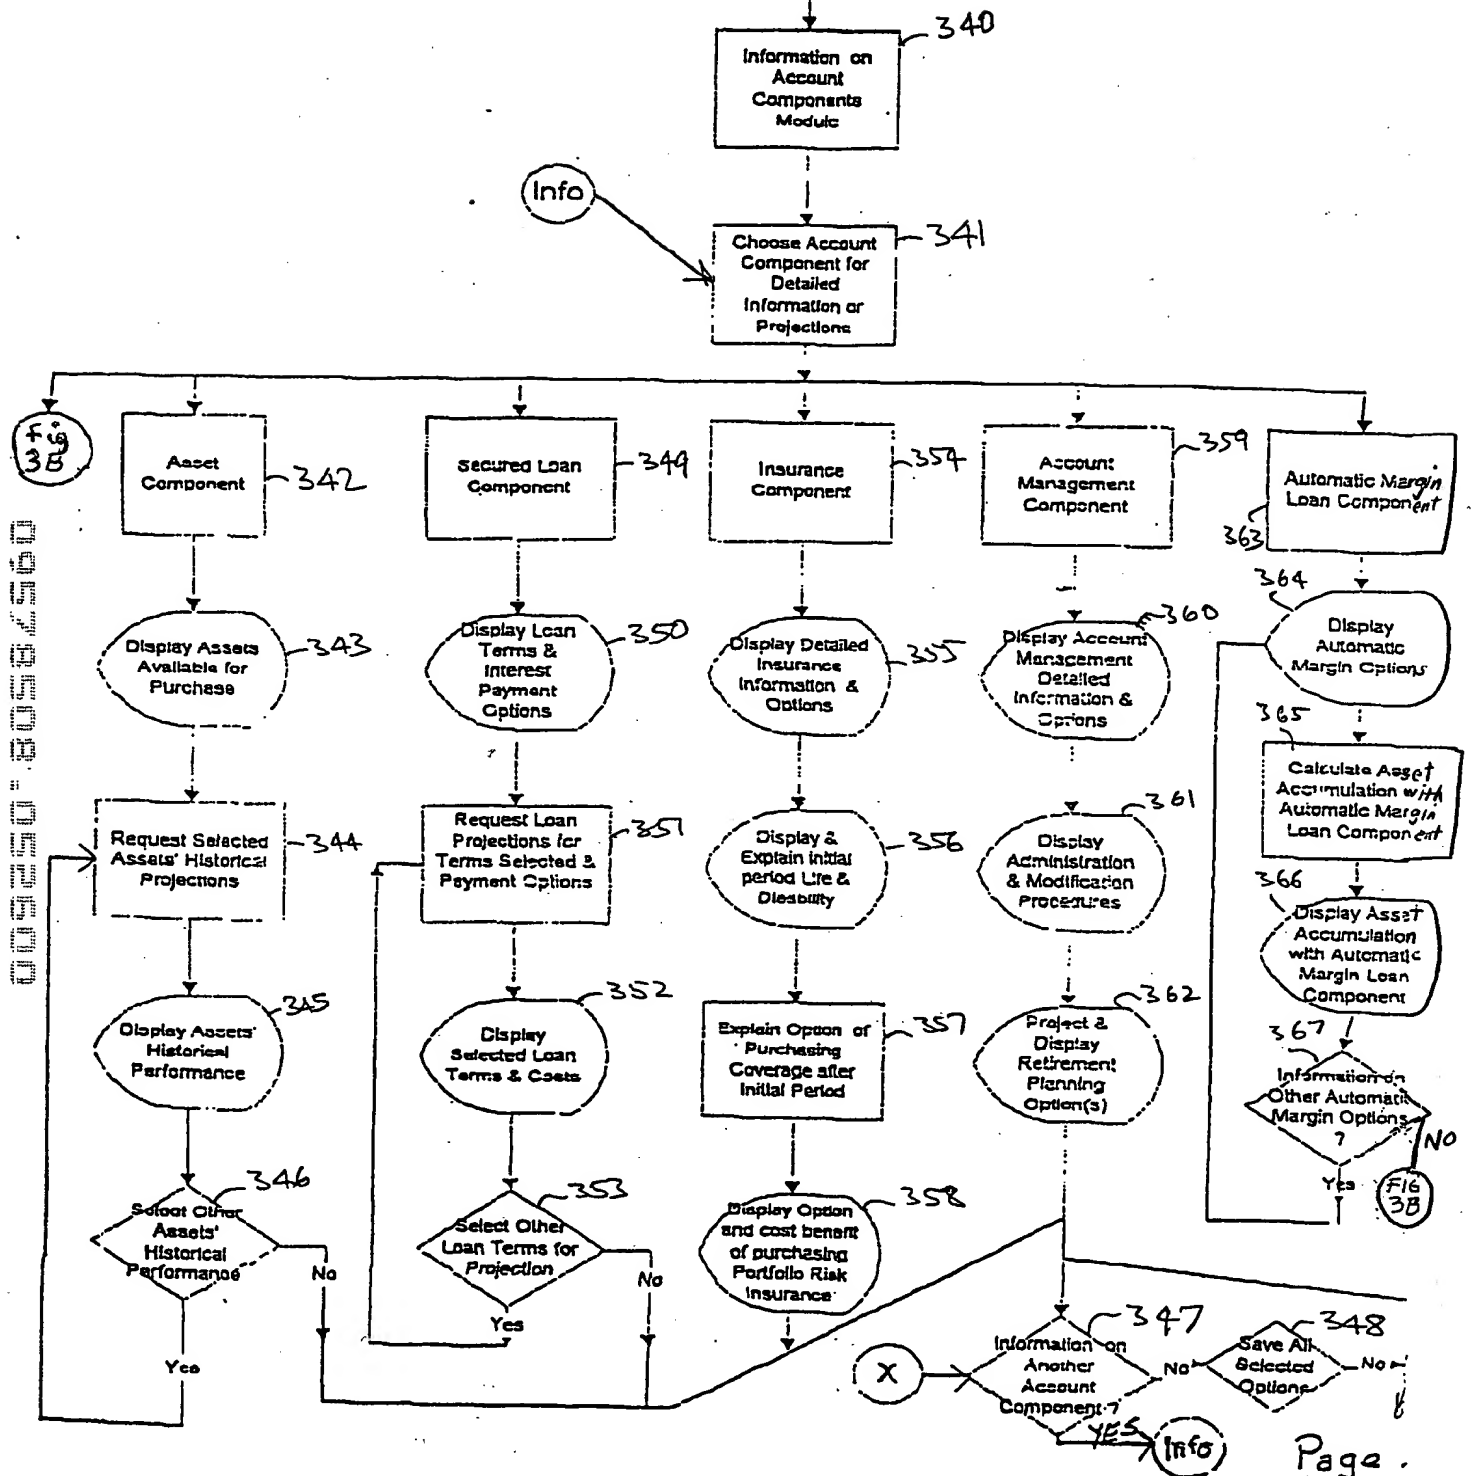 340
Information on
Account
Components
Module
Info
341
Choose Account
Component for
Detailed
Information or
Projections
Fig
3B
Asset
Component
342
Secured Loan
Component
349
Insurance
Component
354
Account
Management
Component
359
Automatic Margin
Loan Component
363
Display Assets
Available for
Purchase
343
Display Loan
Terms &
Interest
Payment
Options
350
Display Detailed
Insurance
Information &
Options
355
Display Account
Management
Detailed
Information &
Options
360
364
Display
Automatic
Margin Options
365
Calculate Asset
Accumulation with
Automatic Margin
Loan Component
Request Selected
Assets' Historical
Projections
344
Request Loan
Projections for
Terms Selected &
Payment Options
351
Display &
Explain initial
period Life &
Disability
356
Display
Administration
& Modification
Procedures
361
366
Display Asset
Accumulation
with Automatic
Margin Loan
Component
Display Assets'
Historical
Performance
345
Display
Selected Loan
Terms & Costs
352
Explain Option of
Purchasing
Coverage after
Initial Period
357
Project &
Display
Retirement
Planning
Option(s)
362
367
Information on
Other Automatic
Margin Options
?
NO
Yes
FIG
3B
Select Other
Assets'
Historical
Performance
346
No
Yes
Select Other
Loan Terms for
Projection
353
No
Yes
Display Option
and cost benefit
of purchasing
Portfolio Risk
Insurance
358
X
Information on
Another
Account
Component ?
347
No
YES
Info
Save All
Selected
Options
348
No
Page.
09578508.052500